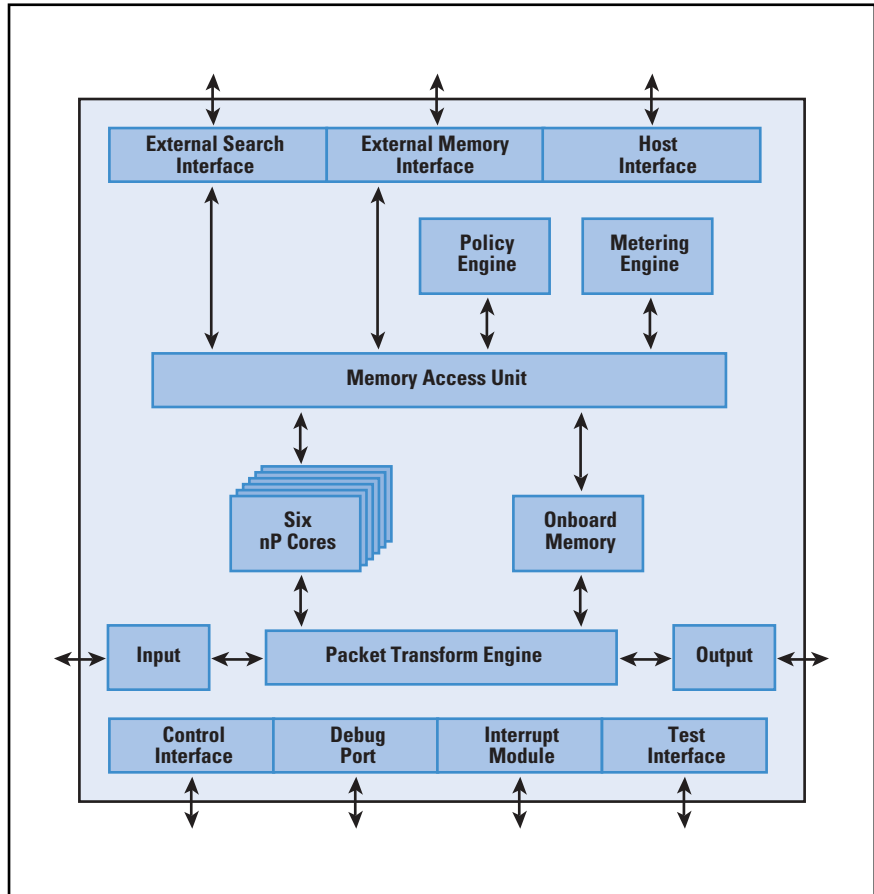 External Search
Interface
External Memory
Interface
Host
Interface
Policy
Engine
Metering
Engine
Memory Access Unit
Six
nP Cores
Onboard
Memory
Input
Packet Transform Engine
Output
Control
Interface
Debug
Port
Interrupt
Module
Test
Interface